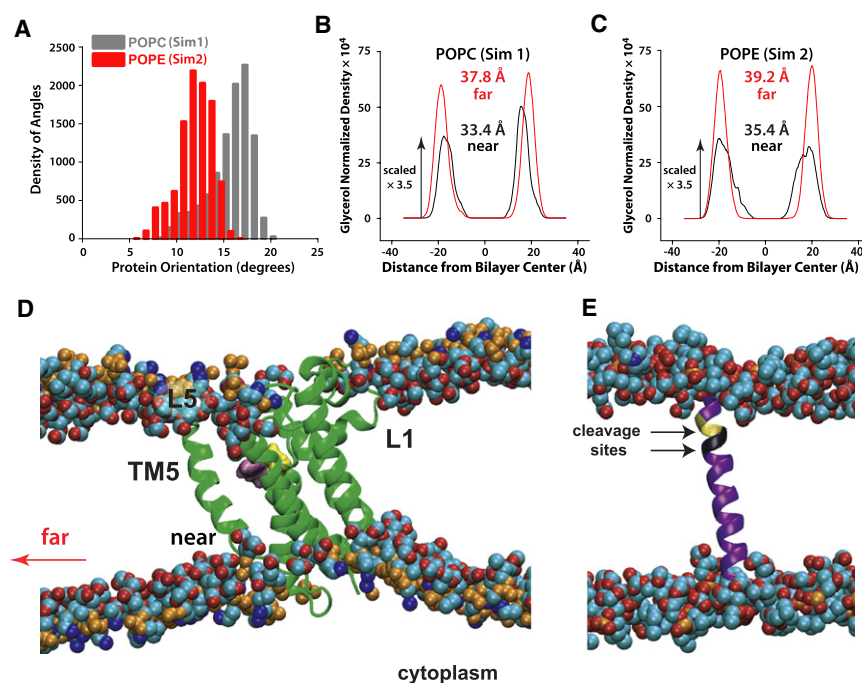 A
POPC (Sim1)
POPE (Sim2)
Density of Angles
2500
2000
1500
1000
500
0
0
5
10
15
20
25
Protein Orientation (degrees)
B
POPC (Sim 1)
Glycerol Normalized Density × 10⁴
75
50
25
0
37.8 Å
far
33.4 Å
near
scaled
× 3.5
-40
-20
0
20
40
Distance from Bilayer Center (Å)
C
POPE (Sim 2)
Glycerol Normalized Density × 10⁴
75
50
25
0
39.2 Å
far
35.4 Å
near
scaled
× 3.5
-40
-20
0
20
40
Distance from Bilayer Center (Å)
D
L5
L1
TM5
far
near
cytoplasm
E
cleavage
sites